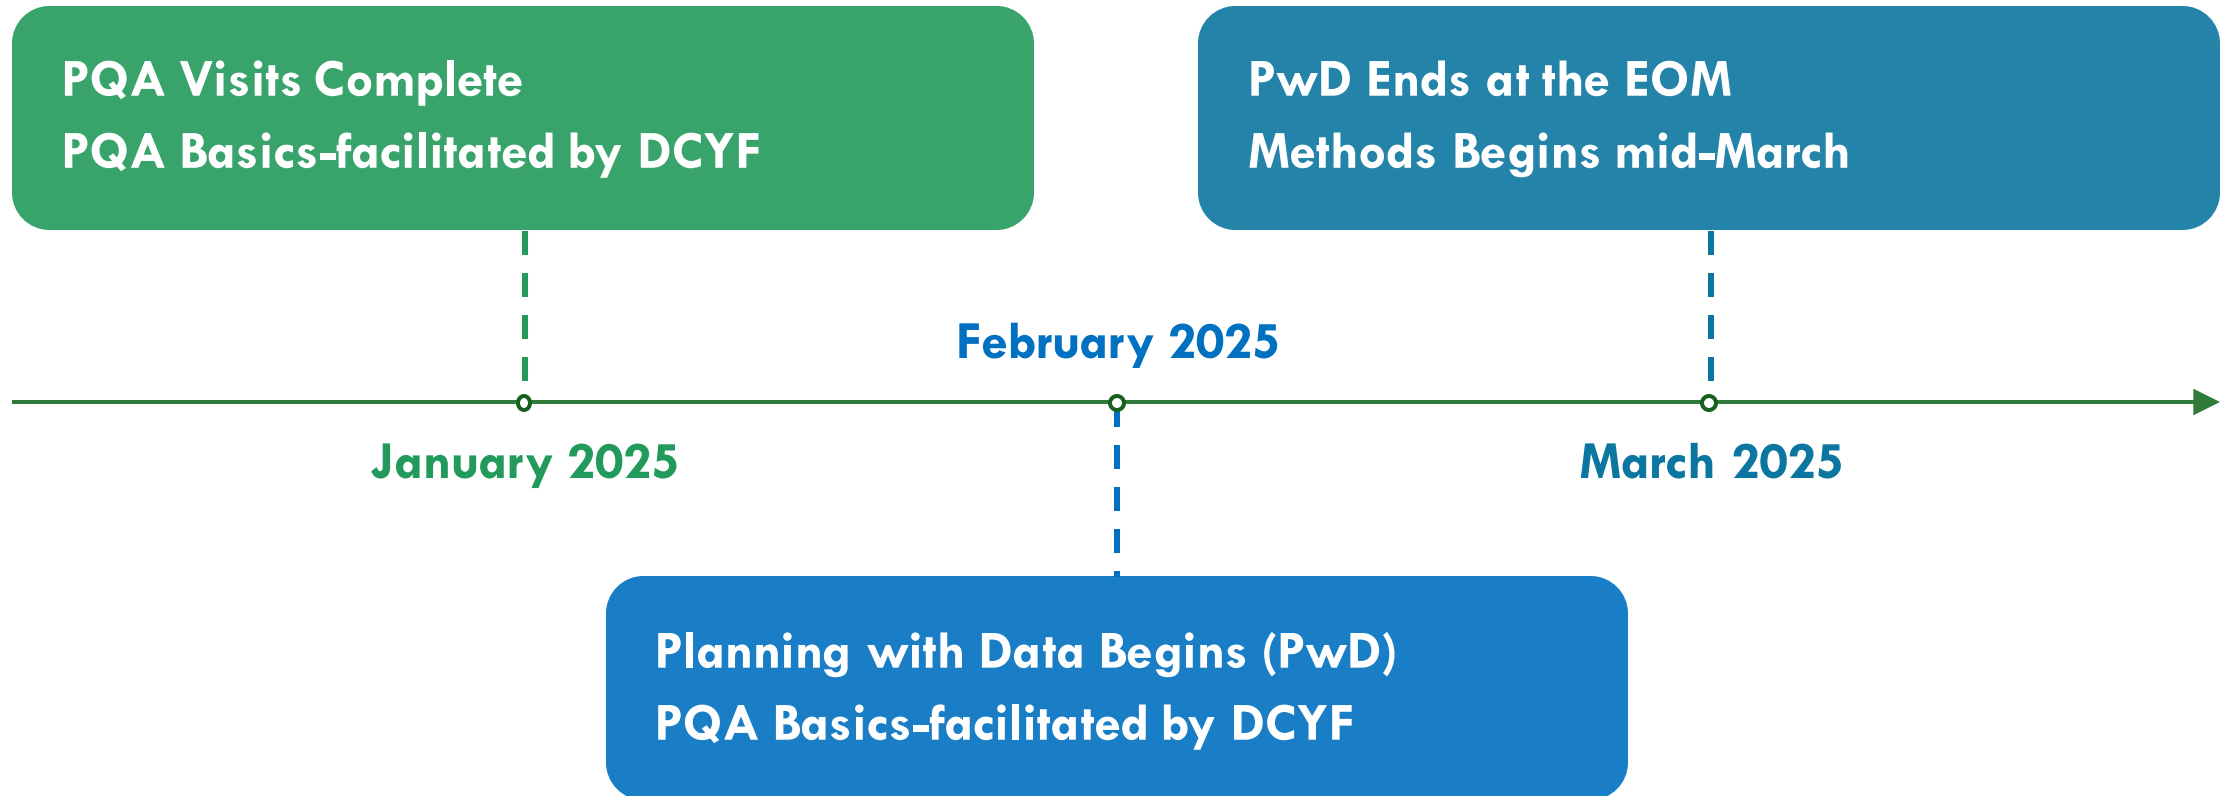 PQA Visits Complete
PQA Basics-facilitated by DCYF
PwD Ends at the EOM
Methods Begins mid-March
February 2025
January 2025
March 2025
Planning with Data Begins (PwD)
PQA Basics-facilitated by DCYF